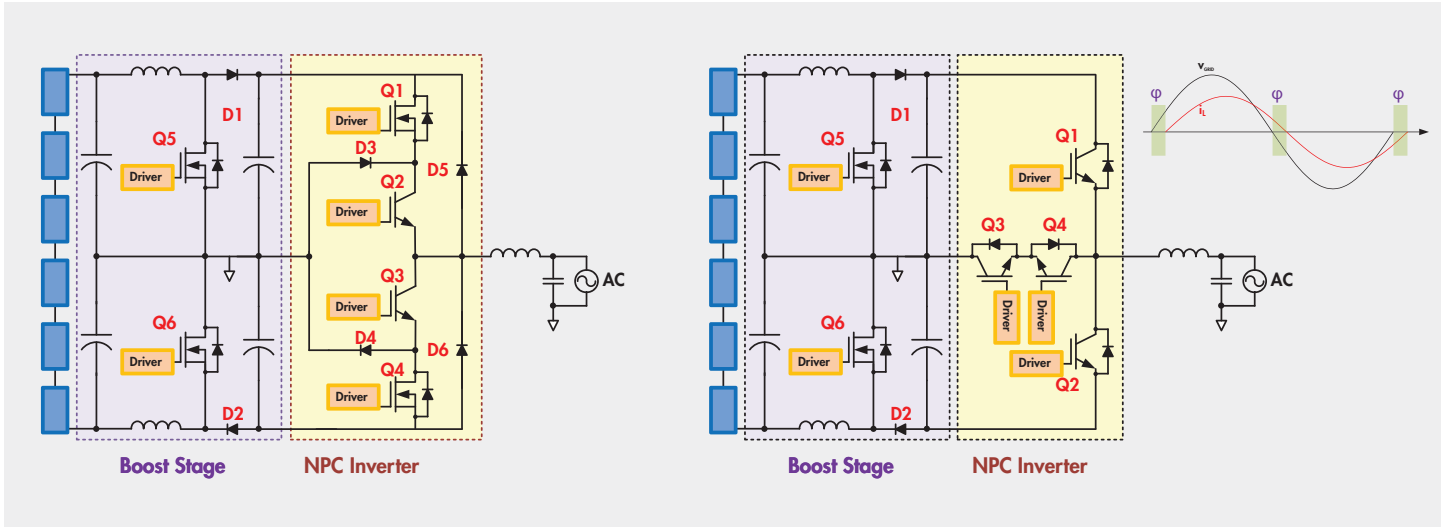 Q1
Driver
D1
Q5
D3
D5
Driver
Q2
Driver
Q3
AC
Driver
Q6
D4
D6
Driver
Q4
Driver
D2
Boost Stage
NPC Inverter
D1
Q5
Q1
Driver
Driver
Q3
Q4
AC
Driver
Driver
Q6
Driver
Driver
Q2
D2
Boost Stage
NPC Inverter
vGRID
φ
φ
φ
iL